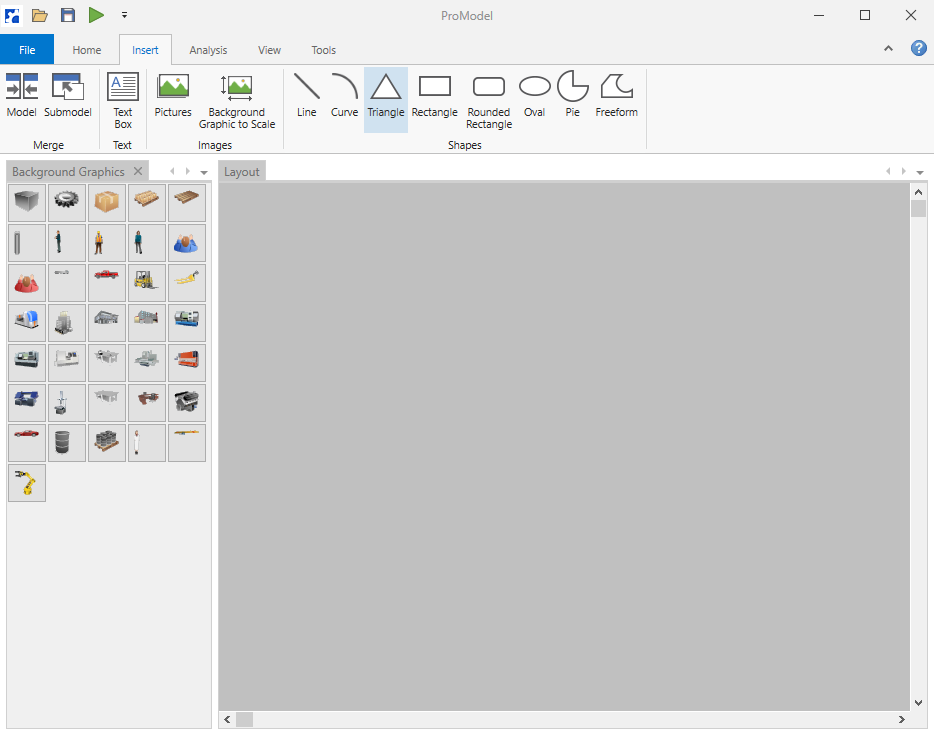 ProModel
File Home Insert Analysis View Tools
Model Submodel Text Box Pictures Background Graphic to Scale Line Curve Triangle Rectangle Rounded Rectangle Oval Pie Freeform
Merge Text Images Shapes
Background Graphics Layout